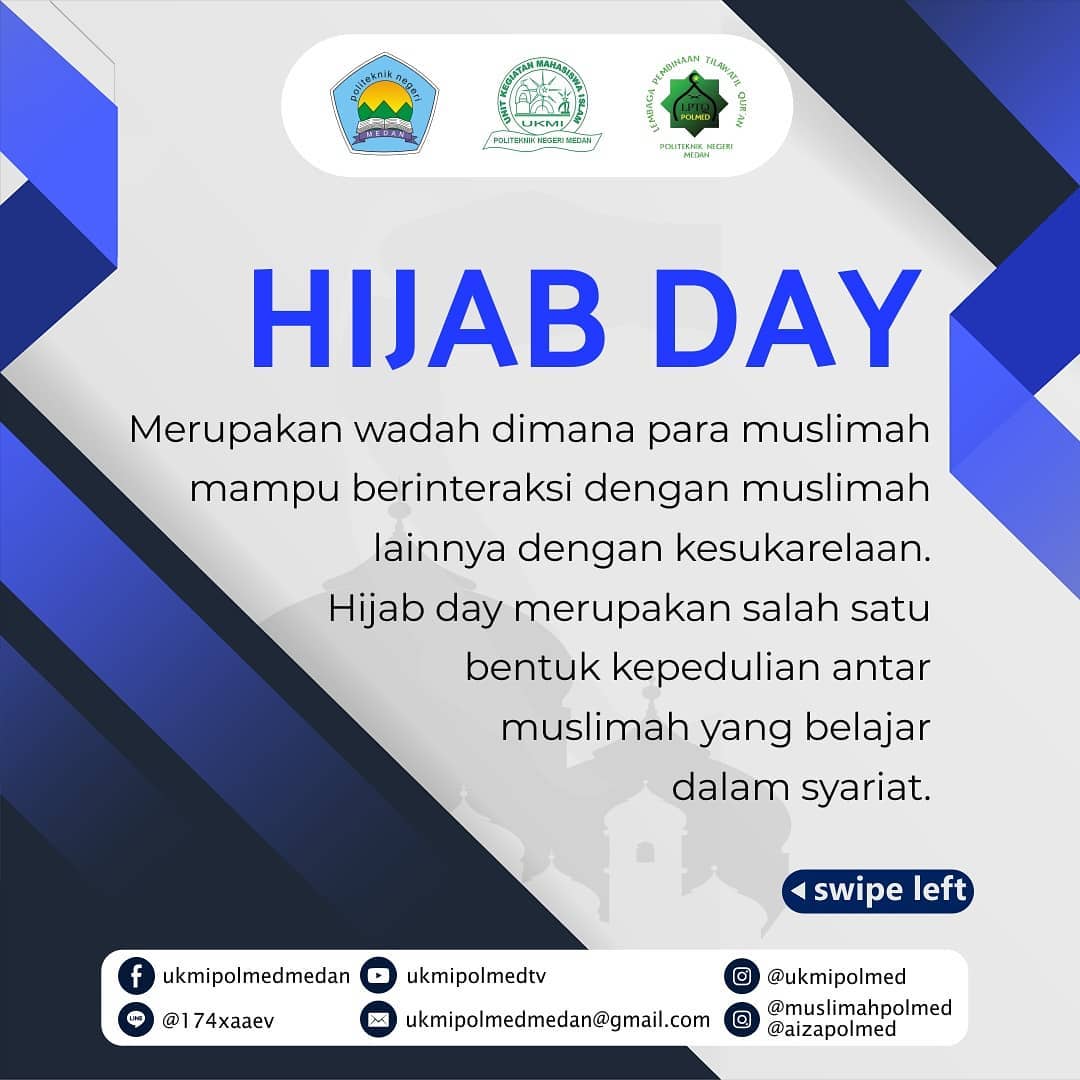 politeknik negeri
MEDAN
UNIT KEGIATAN MAHASISWA ISLAM
UKMI
POLITEKNIK NEGERI MEDAN
LEMBAGA PEMBINAAN TILAWATIL QUR'AN
LPTQ
POLMED
POLITEKNIK NEGERI
MEDAN
HIJAB DAY
Merupakan wadah dimana para muslimah
mampu berinteraksi dengan muslimah
lainnya dengan kesukarelaan.
Hijab day merupakan salah satu
bentuk kepedulian antar
muslimah yang belajar
dalam syariat.
swipe left
ukmipolmedmedan
ukmipolmedtv
@ukmipolmed
LINE
@174xaaev
ukmipolmedmedan@gmail.com
@muslimahpolmed
@aizapolmed